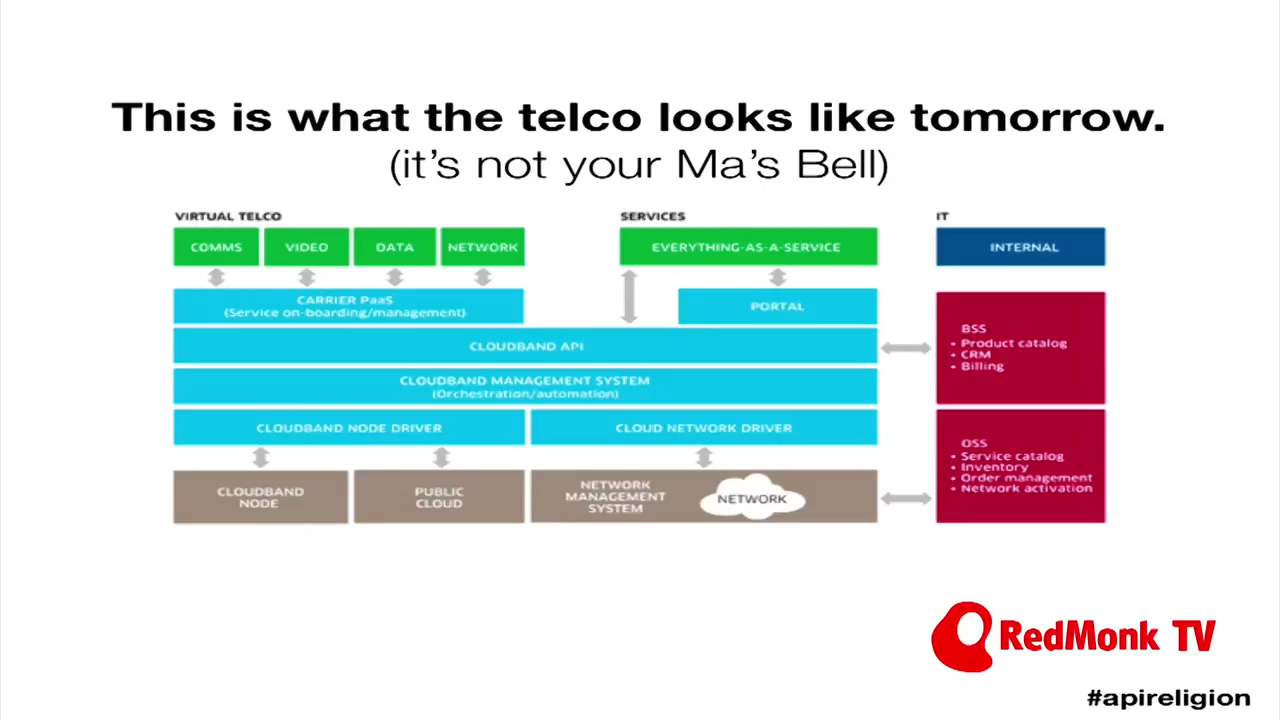 This is what the telco looks like tomorrow.
(it's not your Ma's Bell)
VIRTUAL TELCO
SERVICES
IT
COMMS
VIDEO
DATA
NETWORK
EVERYTHING-AS-A-SERVICE
INTERNAL
CARRIER PaaS
(Service on-boarding/management)
PORTAL
CLOUDBAND API
BSS
• Product catalog
• CRM
• Billing
CLOUDBAND MANAGEMENT SYSTEM
(Orchestration/automation)
CLOUDBAND NODE DRIVER
CLOUD NETWORK DRIVER
OSS
• Service catalog
• Inventory
• Order management
• Network activation
CLOUDBAND
NODE
PUBLIC
CLOUD
NETWORK
MANAGEMENT
SYSTEM
NETWORK
RedMonk TV
#apireligion